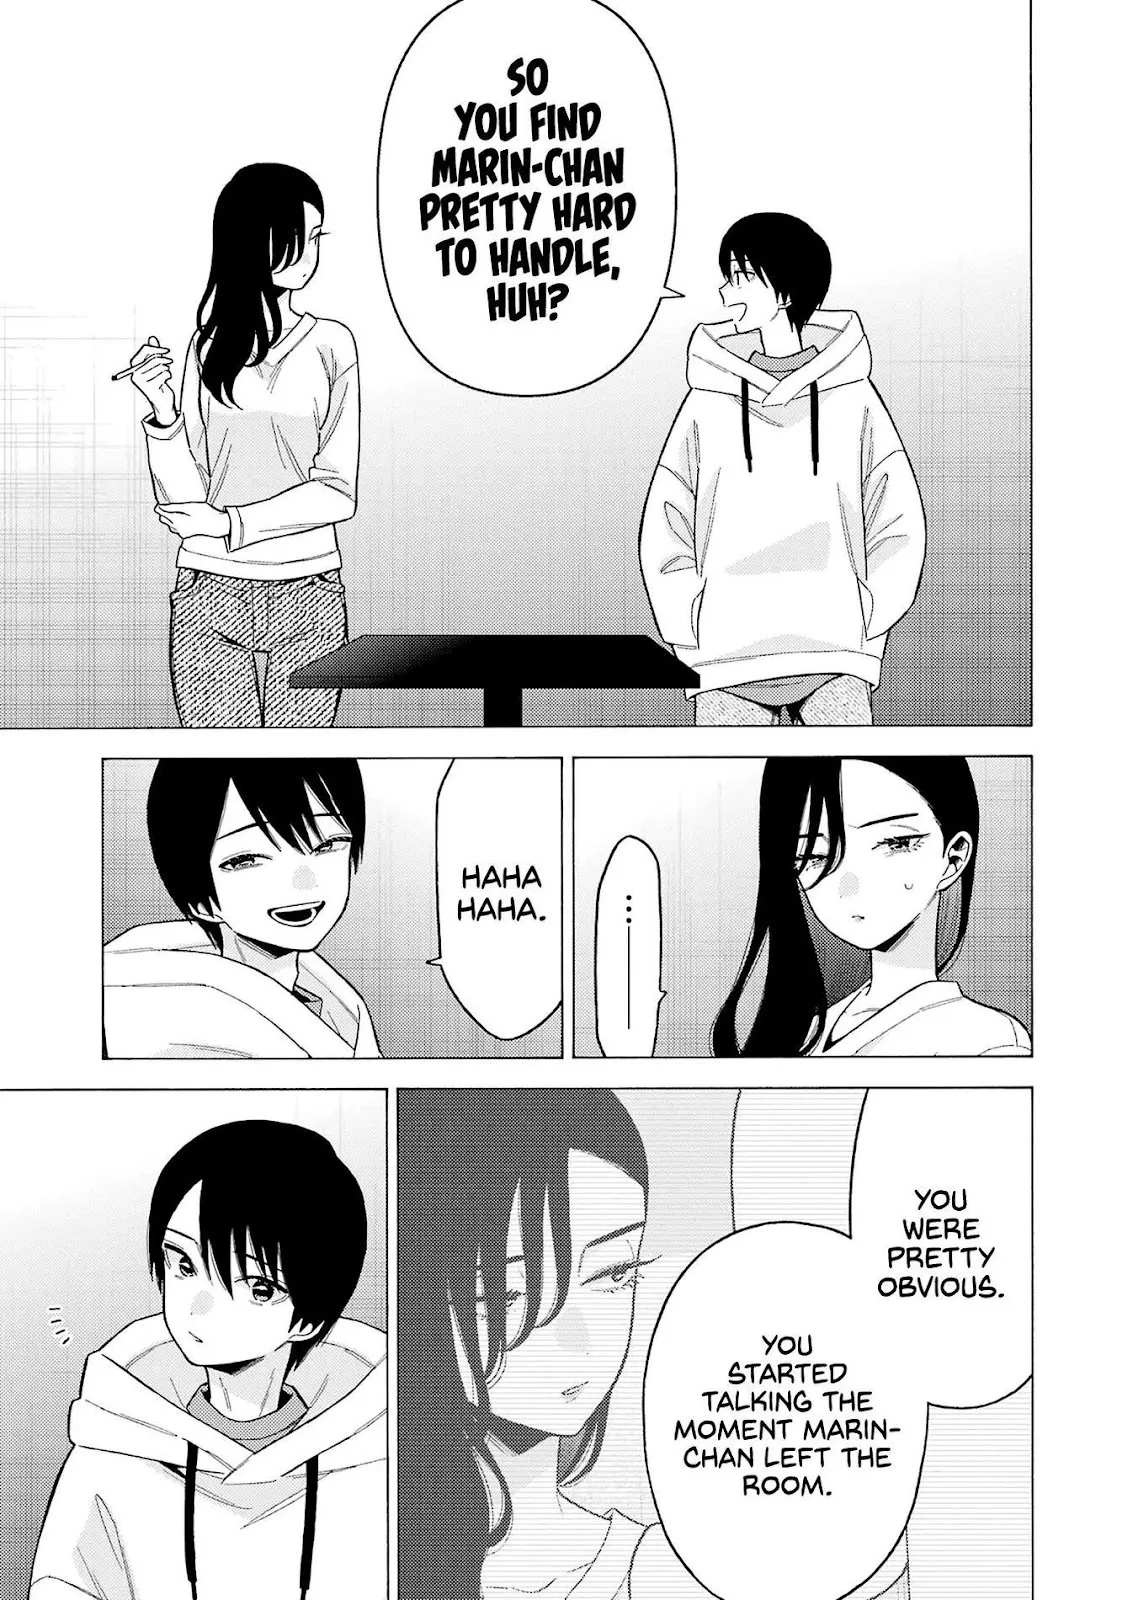 SO
YOU FIND
MARIN-CHAN
PRETTY HARD
TO HANDLE,
HUH?
...
HAHA
HAHA.
YOU
WERE
PRETTY
OBVIOUS.
YOU
STARTED
TALKING THE
MOMENT MARIN-
CHAN LEFT THE
ROOM.